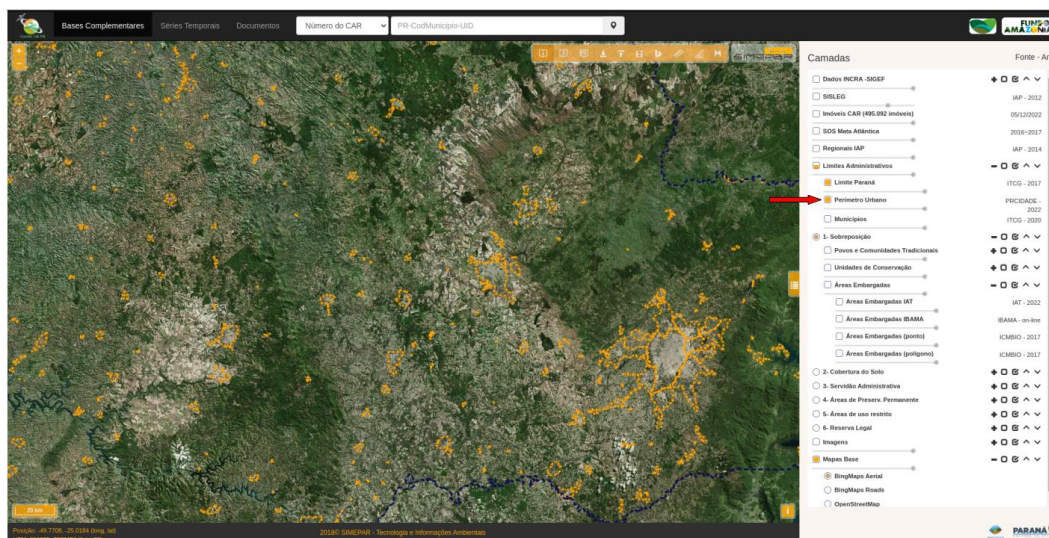 Bases Complementares Séries Temporais Documentos Número do CAR PR-CodMunicípio-UID
FUNDO
AMAZÔNIA
SIMEPAR
Camadas Fonte - An
Dados INCRA -SIGEF
SISLEG IAP - 2012
Imóveis CAR (495.092 imóveis) 05/12/2022
SOS Mata Atlântica 2016~2017
Regionais IAP IAP - 2014
Limites Administrativos
Limite Paraná ITCG - 2017
Perímetro Urbano PRCIDADE -
2022
Municípios ITCG - 2020
1- Sobreposição
Povos e Comunidades Tradicionais
Unidades de Conservação
Áreas Embargadas
Áreas Embargadas IAT IAT - 2022
Áreas Embargadas IBAMA IBAMA - on-line
Áreas Embargadas (ponto) ICMBIO - 2017
Áreas Embargadas (polígono) ICMBIO - 2017
2- Cobertura do Solo
3- Servidão Administrativa
4- Áreas de Preserv. Permanente
5- Áreas de uso restrito
6- Reserva Legal
Imagens
Mapas Base
BingMaps Aerial
BingMaps Roads
OpenStreetMap
20 km
Posição: -49.7708, -25.0184 (long, lat)
2018© SIMEPAR - Tecnologia e Informações Ambientais
PARANÁ